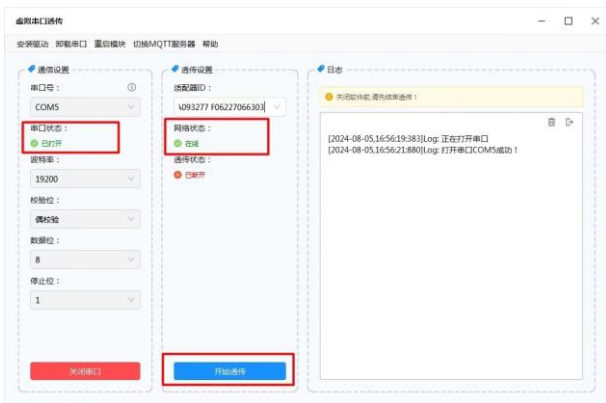 虚拟串口透传
安装驱动 卸载串口 重启模块 切换MQTT服务器 帮助
通信设置
串口号：
COM5
串口状态：
已打开
波特率：
19200
校验位：
偶校验
数据位：
8
停止位：
1
关闭串口
透传设置
适配器ID：
\093277 F06227066303
网络状态：
在线
透传状态：
已断开
开始透传
日志
关闭软件前,请先结束透传！
[2024-08-05,16:56:19:383]Log: 正在打开串口
[2024-08-05,16:56:21:880]Log: 打开串口COM5成功！